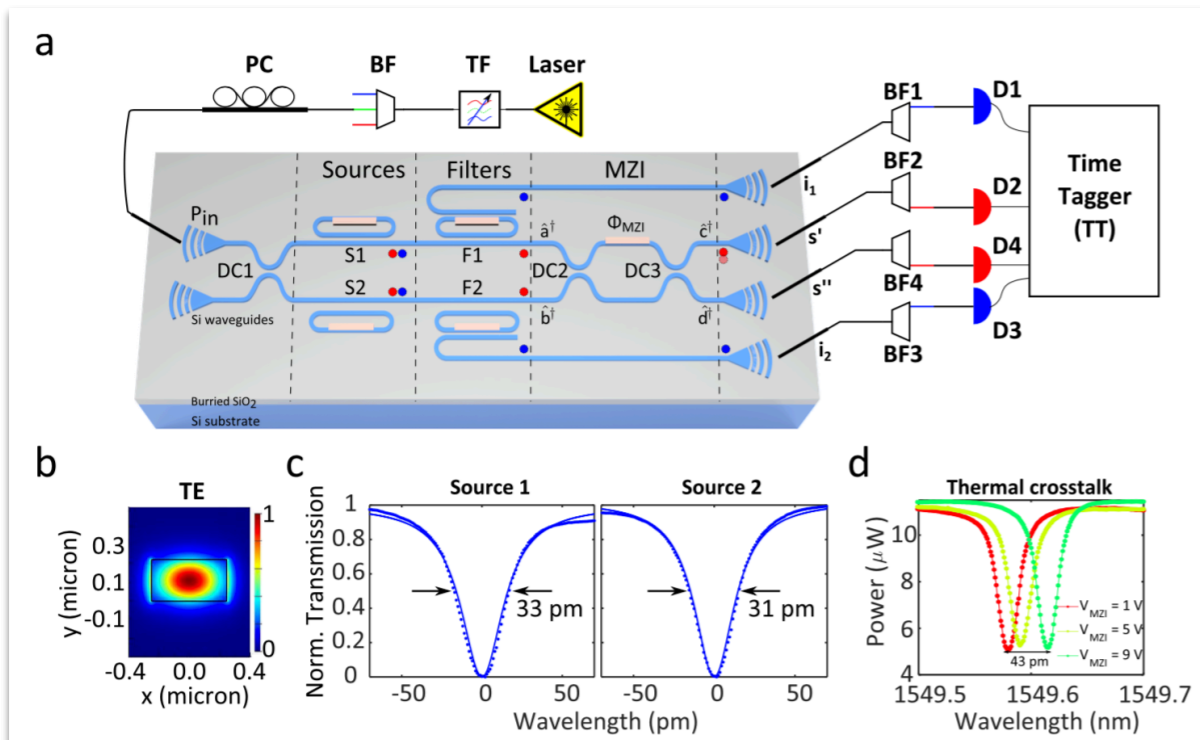 a
PC BF TF Laser
BF1 D1
BF2 D2
BF4 D4
BF3 D3
Time
Tagger
(TT)
Sources Filters MZI
Pin
DC1 S1 F1 â† DC2 ΦMZI DC3 ĉ†
S2 F2 b̂† d̂†
i1
s'
s''
i2
Si waveguides
Burried SiO2
Si substrate
b
TE
y (micron)
0.3
0.1
-0.1
1
0
-0.4 0 0.4
x (micron)
c
Source 1 Source 2
Norm. Transmission
1
0.8
0.6
0.4
0.2
0
33 pm 31 pm
-50 0 50 -50 0 50
Wavelength (pm)
d
Thermal crosstalk
Power (μW)
10
8
6
4
VMZI = 1 V
VMZI = 5 V
VMZI = 9 V
43 pm
1549.5 1549.6 1549.7
Wavelength (nm)